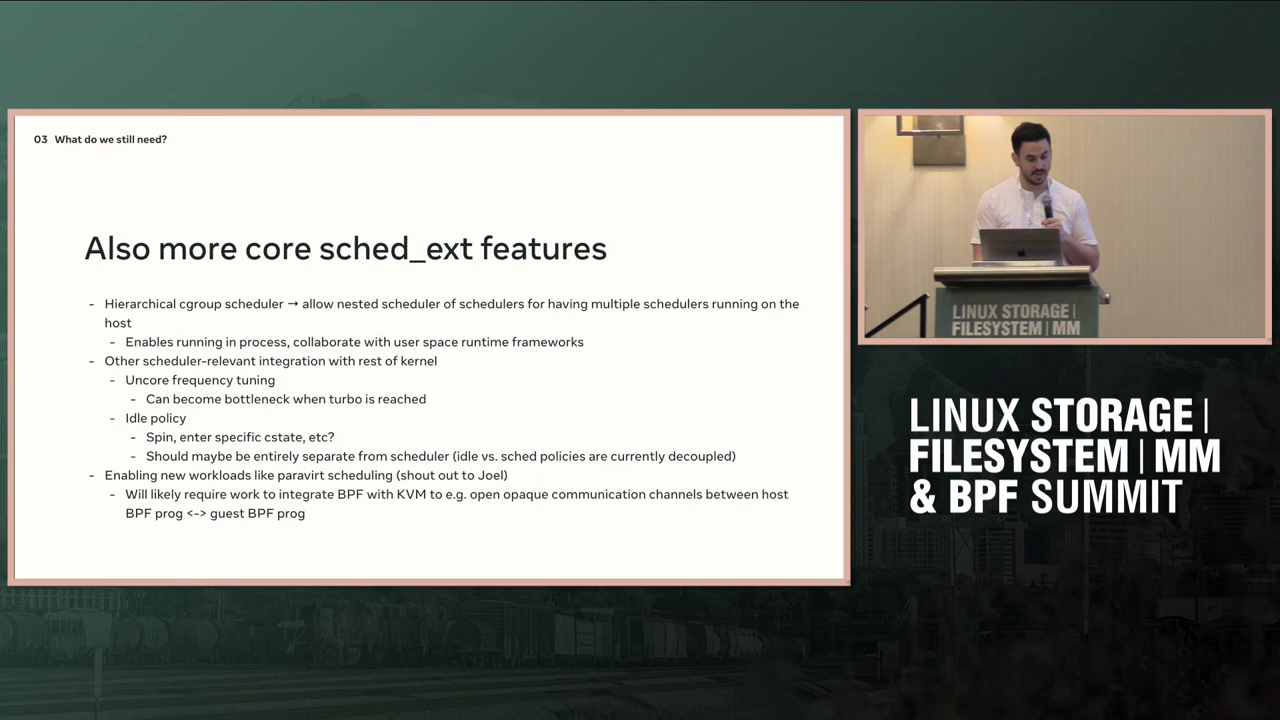 03 What do we still need?
Also more core sched_ext features
- Hierarchical cgroup scheduler → allow nested scheduler of schedulers for having multiple schedulers running on the
host
- Enables running in process, collaborate with user space runtime frameworks
- Other scheduler-relevant integration with rest of kernel
- Uncore frequency tuning
- Can become bottleneck when turbo is reached
- Idle policy
- Spin, enter specific cstate, etc?
- Should maybe be entirely separate from scheduler (idle vs. sched policies are currently decoupled)
- Enabling new workloads like paravirt scheduling (shout out to Joel)
- Will likely require work to integrate BPF with KVM to e.g. open opaque communication channels between host
BPF prog <-> guest BPF prog
LINUX STORAGE |
FILESYSTEM | MM
LINUX STORAGE |
FILESYSTEM | MM
& BPF SUMMIT